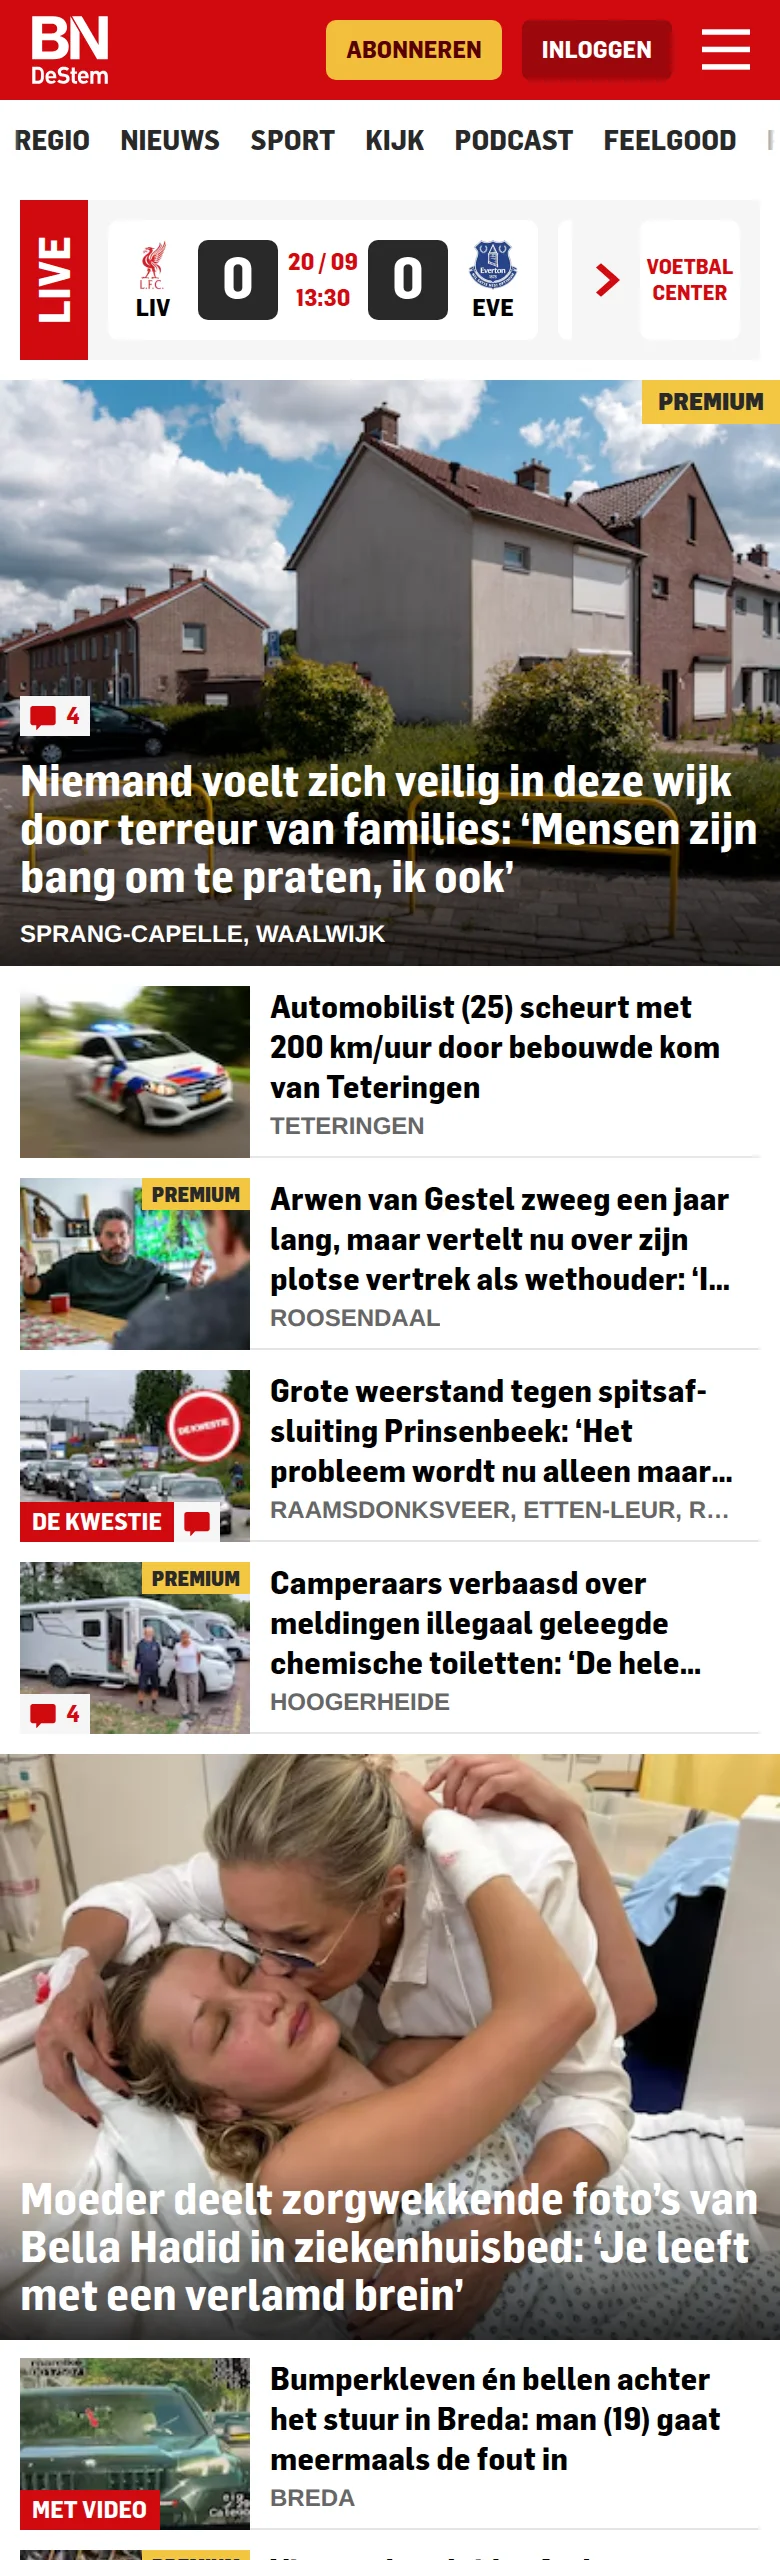 BN
DeStem
ABONNEREN
INLOGGEN
REGIO NIEUWS SPORT KIJK PODCAST FEELGOOD
LIVE
L.F.C.
LIV
0
20 / 09
13:30
0
Everton
EVE
VOETBAL
CENTER
PREMIUM
4
Niemand voelt zich veilig in deze wijk
door terreur van families: ‘Mensen zijn
bang om te praten, ik ook’
SPRANG-CAPELLE, WAALWIJK
Automobilist (25) scheurt met
200 km/uur door bebouwde kom
van Teteringen
TETERINGEN
PREMIUM
Arwen van Gestel zweeg een jaar
lang, maar vertelt nu over zijn
plotse vertrek als wethouder: ‘I...
ROOSENDAAL
DE KWESTIE
DE KWESTIE
Grote weerstand tegen spitsaf-
sluiting Prinsenbeek: ‘Het
probleem wordt nu alleen maar...
RAAMSDONKSVEER, ETTEN-LEUR, R...
PREMIUM
4
Camperaars verbaasd over
meldingen illegaal geleegde
chemische toiletten: ‘De hele...
HOOGERHEIDE
Moeder deelt zorgwekkende foto’s van
Bella Hadid in ziekenhuisbed: ‘Je leeft
met een verlamd brein’
MET VIDEO
Bumperkleven én bellen achter
het stuur in Breda: man (19) gaat
meermaals de fout in
BREDA